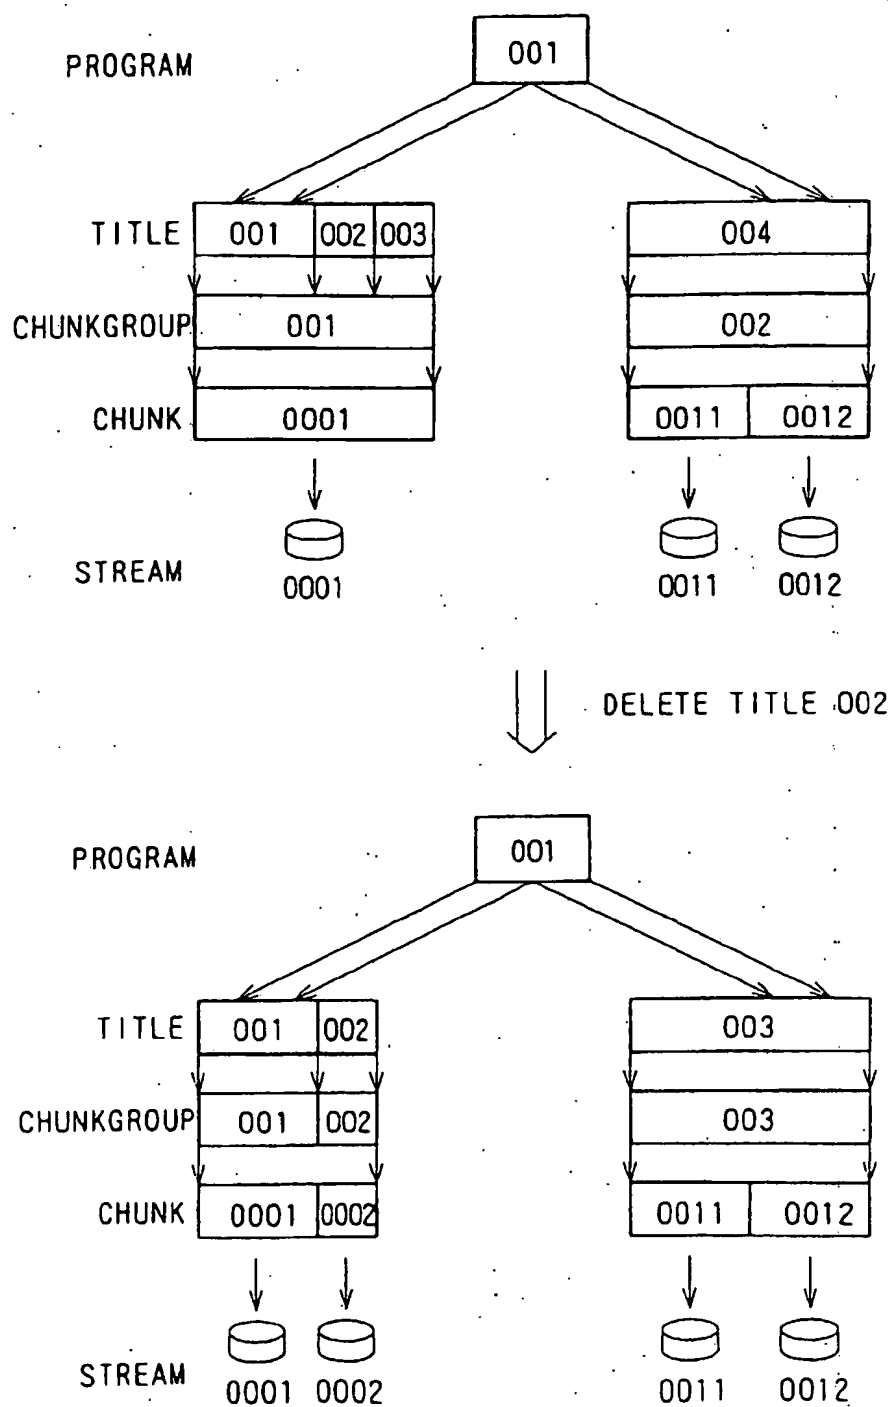 PROGRAM 001
TITLE 001 002 003 004
CHUNKGROUP 001 002
CHUNK 0001 0011 0012
STREAM 0001 0011 0012
DELETE TITLE 002
PROGRAM 001
TITLE 001 002 003
CHUNKGROUP 001 002 003
CHUNK 0001 0002 0011 0012
STREAM 0001 0002 0011 0012